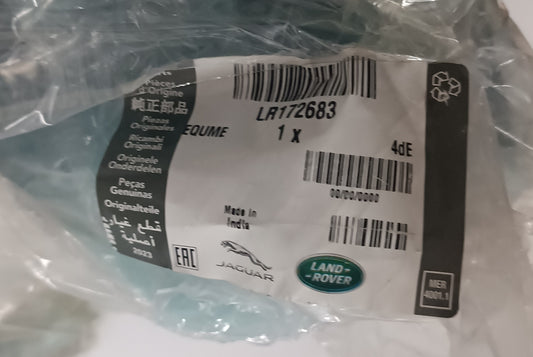 Pièces
d'Origine
純正部品
Piezas
Originales
Ricambi
Originali
Originele
Onderdelen
Peças
Genuínas
Originalteile
قطع غيار
أصلية
2023
LR172683
EQUME
1 x
4dE
00/00/0000
Made in
India
EAC
JAGUAR
LAND-
-ROVER
MER
4001.1